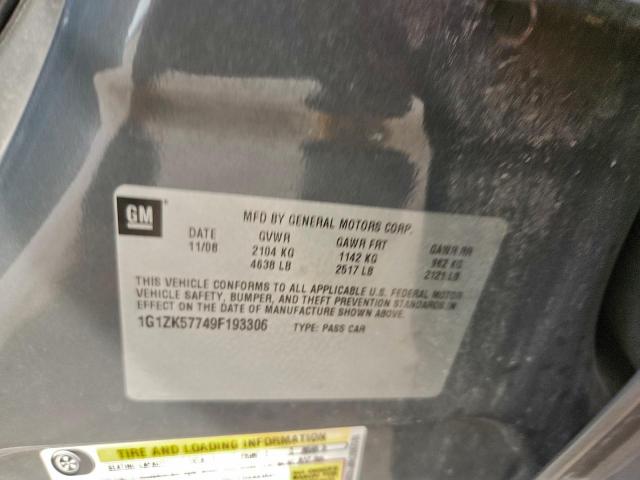 GM
MFD BY GENERAL MOTORS CORP.
DATE GVWR GAWR FRT GAWR RR
11/08 2104 KG 1142 KG 962 KG
4638 LB 2517 LB 2121 LB
THIS VEHICLE CONFORMS TO ALL APPLICABLE U.S. FEDERAL MOTOR
VEHICLE SAFETY, BUMPER, AND THEFT PREVENTION STANDARDS IN
EFFECT ON THE DATE OF MANUFACTURE SHOWN ABOVE.
1G1ZK57749F193306 TYPE: PASS CAR
TIRE AND LOADING INFORMATION